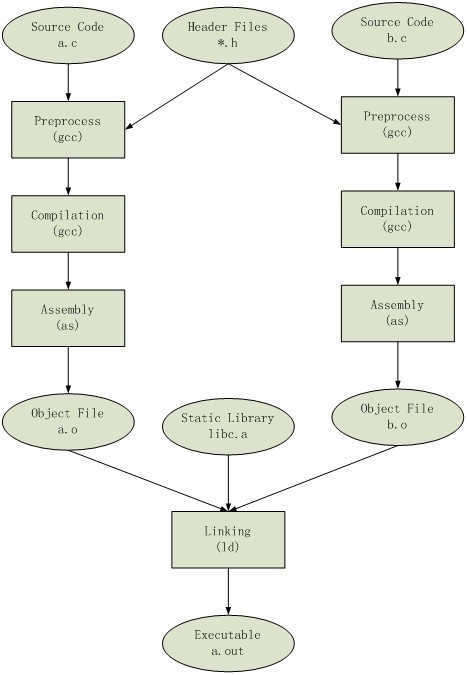 Source Code
a.c
Header Files
*.h
Source Code
b.c
Preprocess
(gcc)
Preprocess
(gcc)
Compilation
(gcc)
Compilation
(gcc)
Assembly
(as)
Assembly
(as)
Object File
a.o
Static Library
libc.a
Object File
b.o
Linking
(ld)
Executable
a.out